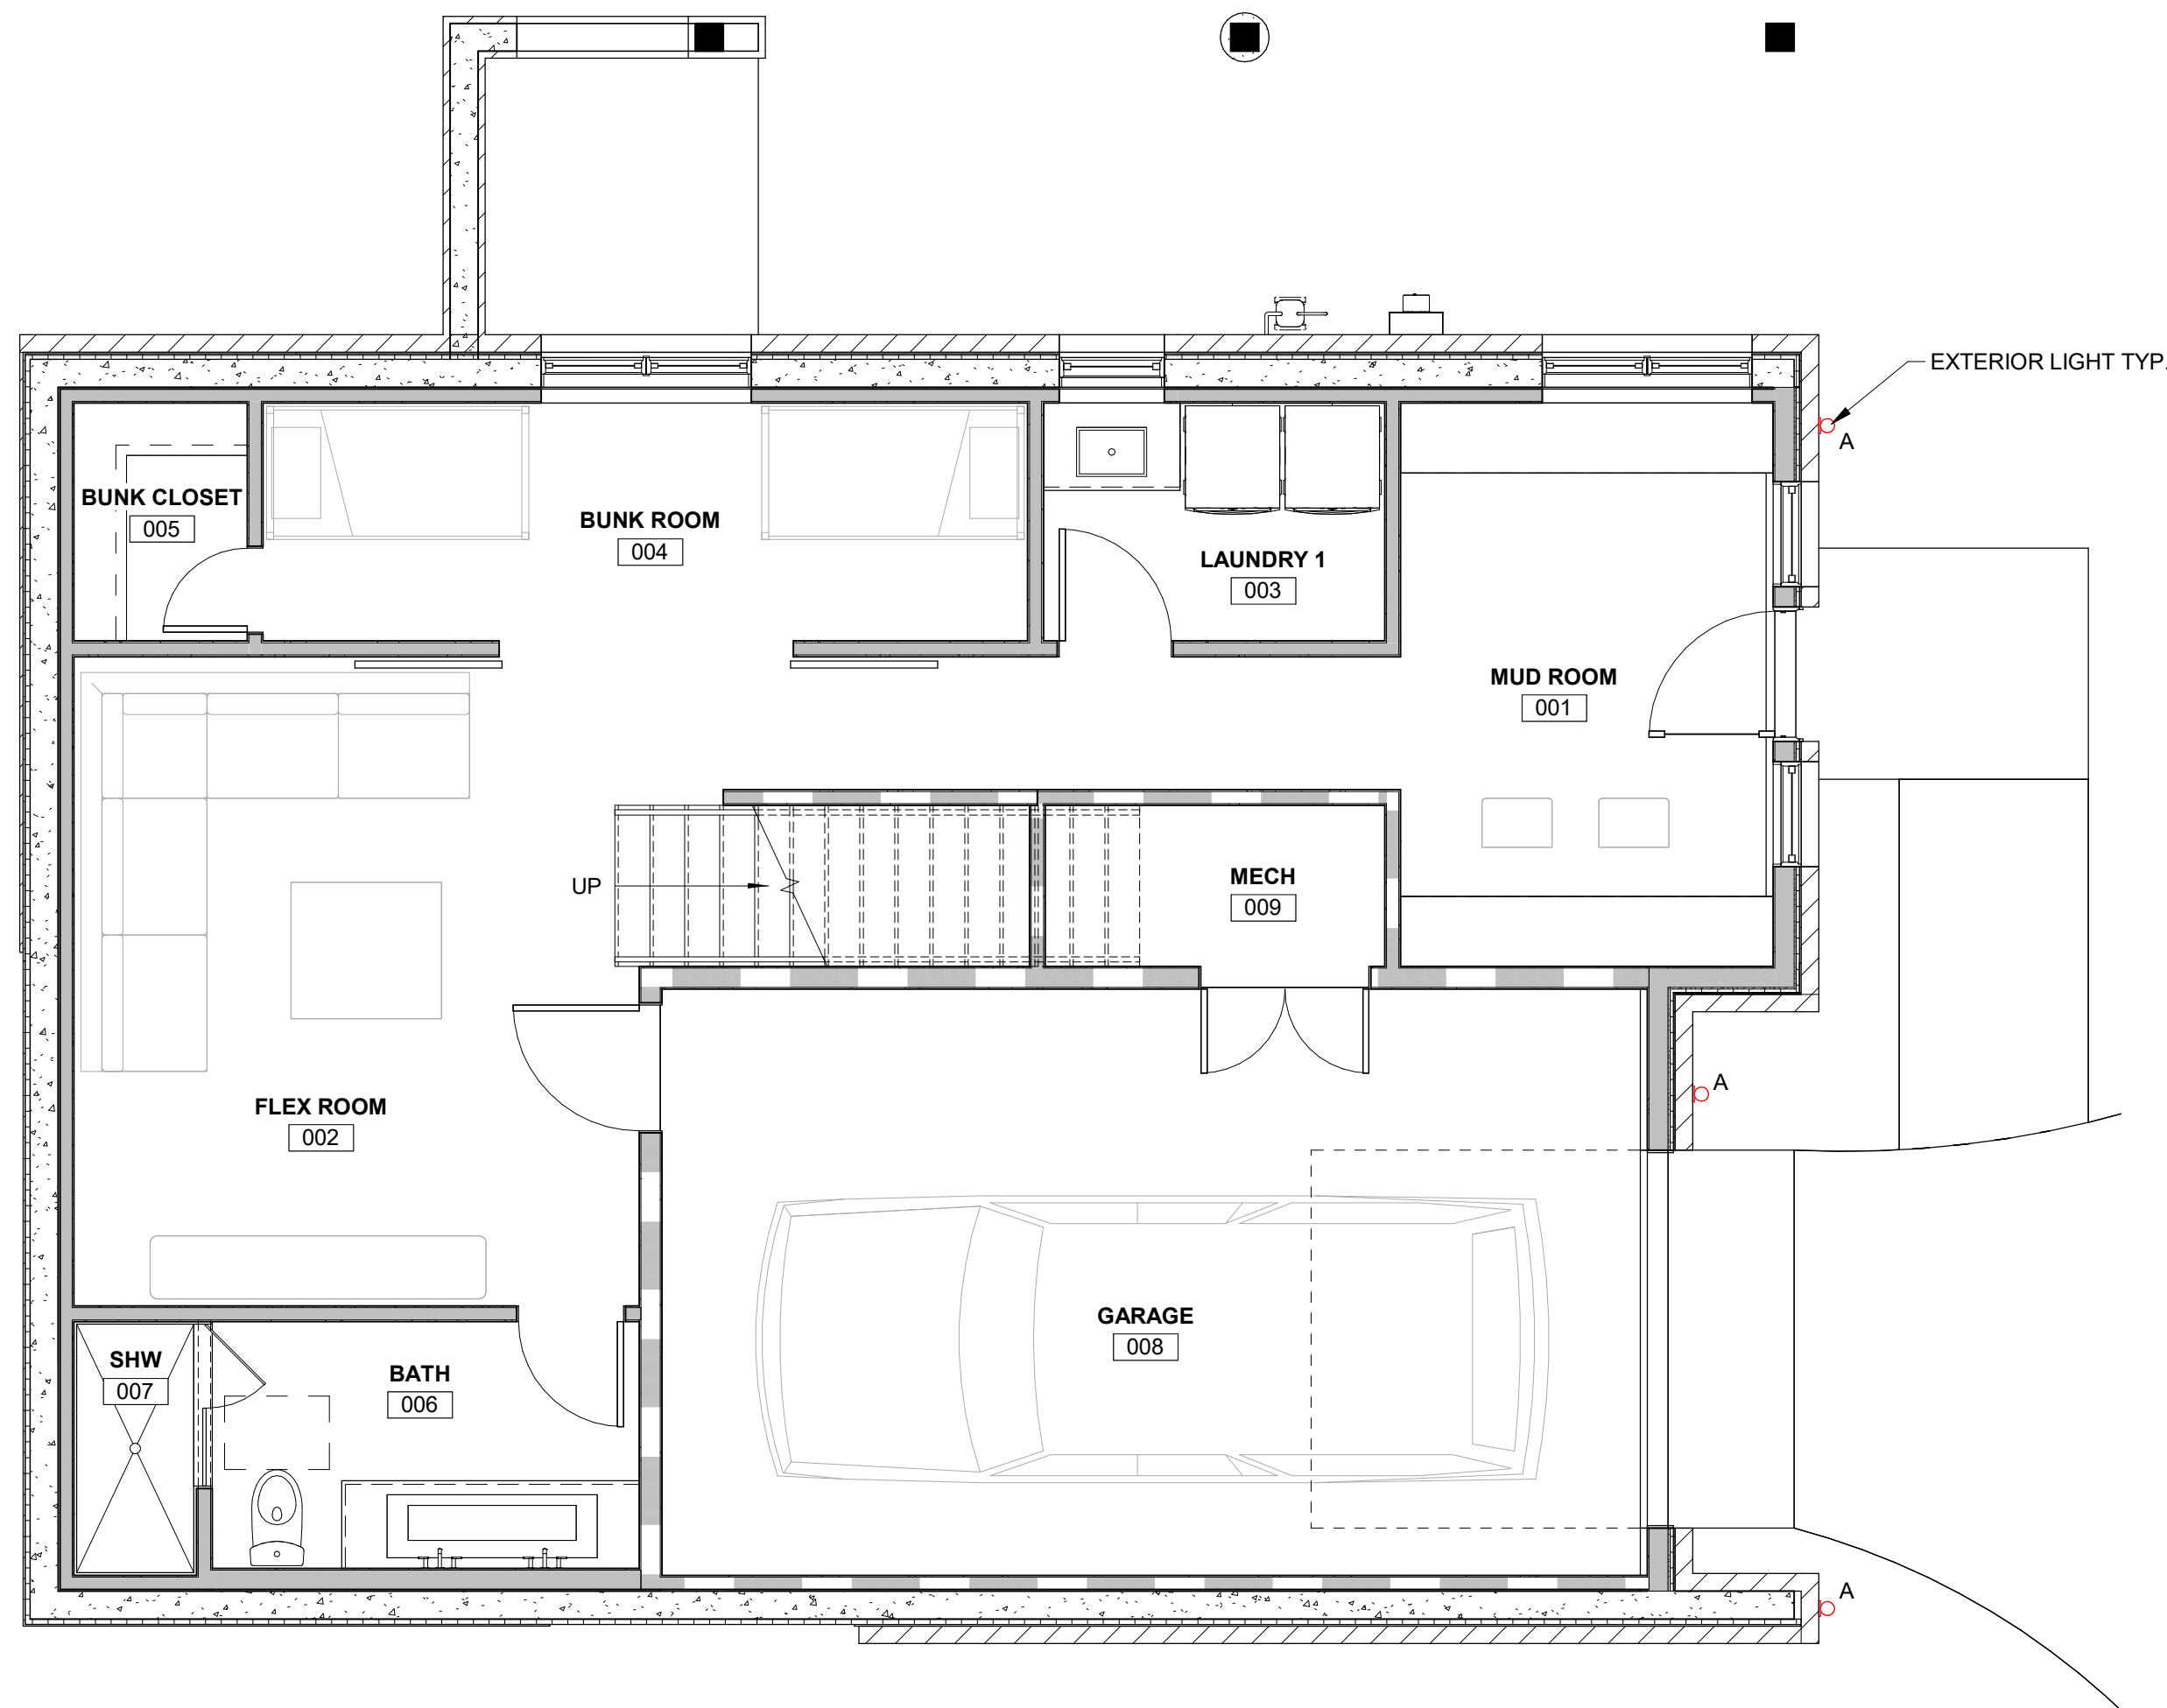 EXTERIOR LIGHT TYP.
A
BUNK CLOSET
005
BUNK ROOM
004
LAUNDRY 1
003
MUD ROOM
001
UP
MECH
009
A
FLEX ROOM
002
GARAGE
008
SHW
007
BATH
006
A